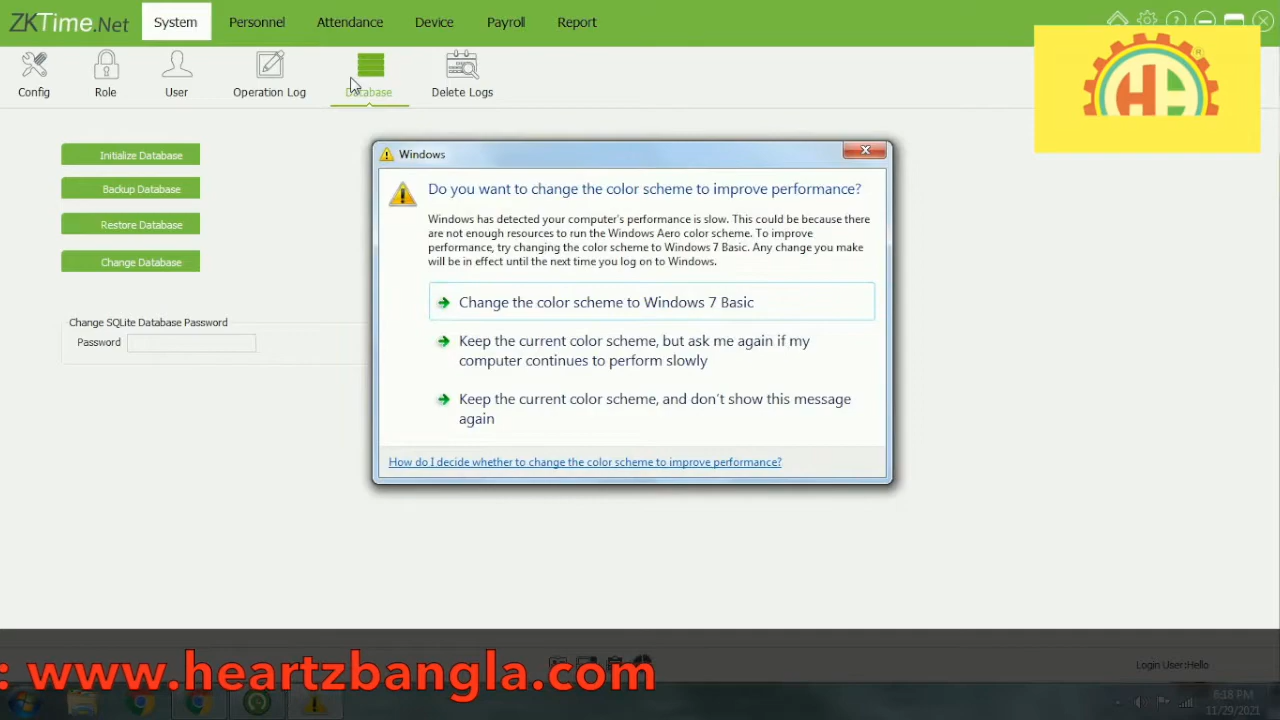 ZKTime.Net
System
Personnel
Attendance
Device
Payroll
Report
Config
Role
User
Operation Log
Database
Delete Logs
HC
®
Initialize Database
Backup Database
Restore Database
Change Database
Change SQLite Database Password
Password
Windows
Do you want to change the color scheme to improve performance?
Windows has detected your computer's performance is slow. This could be because there
are not enough resources to run the Windows Aero color scheme. To improve
performance, try changing the color scheme to Windows 7 Basic. Any change you make
will be in effect until the next time you log on to Windows.
Change the color scheme to Windows 7 Basic
Keep the current color scheme, but ask me again if my
computer continues to perform slowly
Keep the current color scheme, and don't show this message
again
How do I decide whether to change the color scheme to improve performance?
Login User:Hello
: www.heartzbangla.com
6:18 PM
11/29/2021